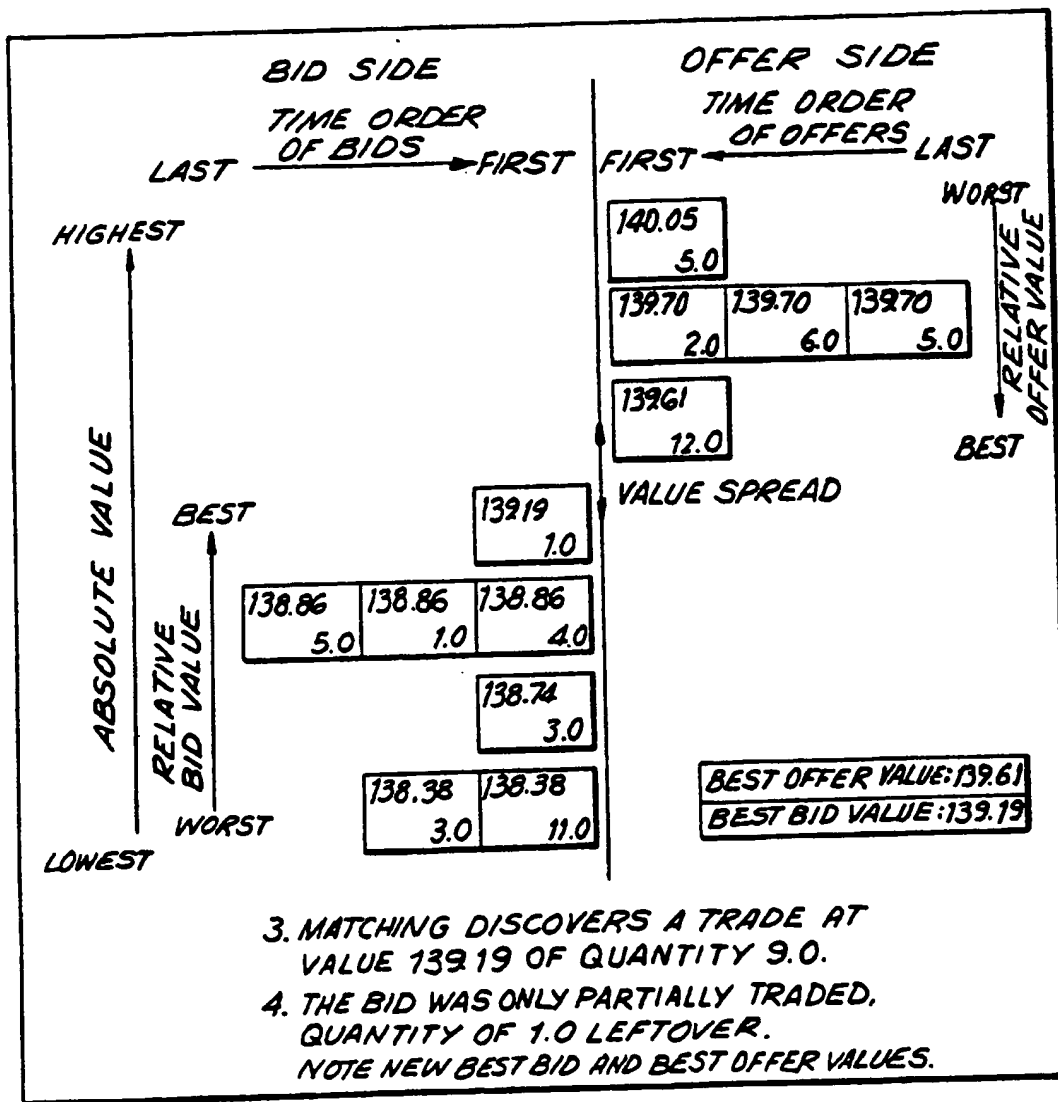 BID SIDE
TIME ORDER
OF BIDS
LAST
FIRST
OFFER SIDE
TIME ORDER
OF OFFERS
FIRST
LAST
HIGHEST
ABSOLUTE VALUE
LOWEST
BEST
RELATIVE
BID VALUE
WORST
WORST
RELATIVE
OFFER VALUE
BEST
140.05
5.0
139.70 139.70 139.70
2.0 6.0 5.0
139.61
12.0
VALUE SPREAD
139.19
1.0
138.86 138.86 138.86
5.0 1.0 4.0
138.74
3.0
138.38 138.38
3.0 11.0
BEST OFFER VALUE:139.61
BEST BID VALUE:139.19
3. MATCHING DISCOVERS A TRADE AT
VALUE 139.19 OF QUANTITY 9.0.
4. THE BID WAS ONLY PARTIALLY TRADED,
QUANTITY OF 1.0 LEFTOVER.
NOTE NEW BEST BID AND BEST OFFER VALUES.